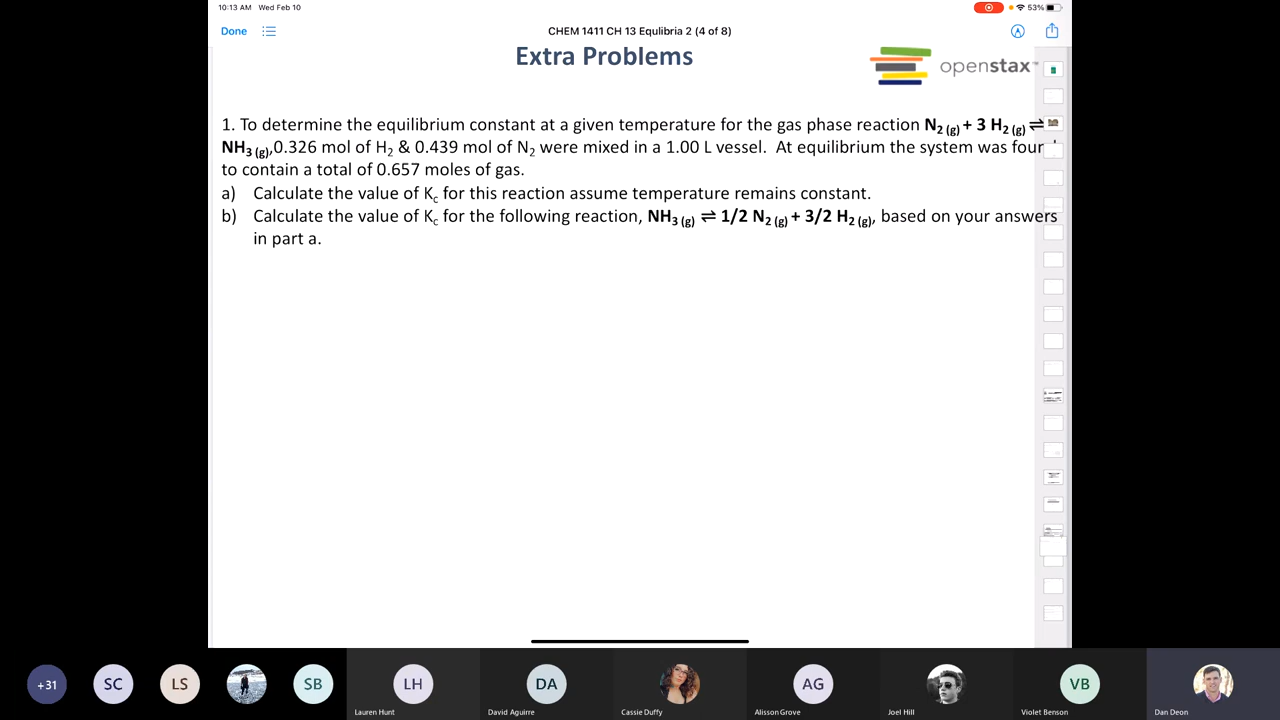 10:13 AM Wed Feb 10
53%
Done
CHEM 1411 CH 13 Equlibria 2 (4 of 8)
Extra Problems
openstax™
1. To determine the equilibrium constant at a given temperature for the gas phase reaction N₂ (g) + 3 H₂ (g) ⇌
NH₃ (g),0.326 mol of H₂ & 0.439 mol of N₂ were mixed in a 1.00 L vessel. At equilibrium the system was four
to contain a total of 0.657 moles of gas.
a) Calculate the value of Kc for this reaction assume temperature remains constant.
b) Calculate the value of Kc for the following reaction, NH₃ (g) ⇌ 1/2 N₂ (g) + 3/2 H₂ (g), based on your answers
in part a.
+31
SC
LS
SB
LH
DA
AG
VB
Lauren Hunt
David Aguirre
Cassie Duffy
Alisson Grove
Joel Hill
Violet Benson
Dan Deon